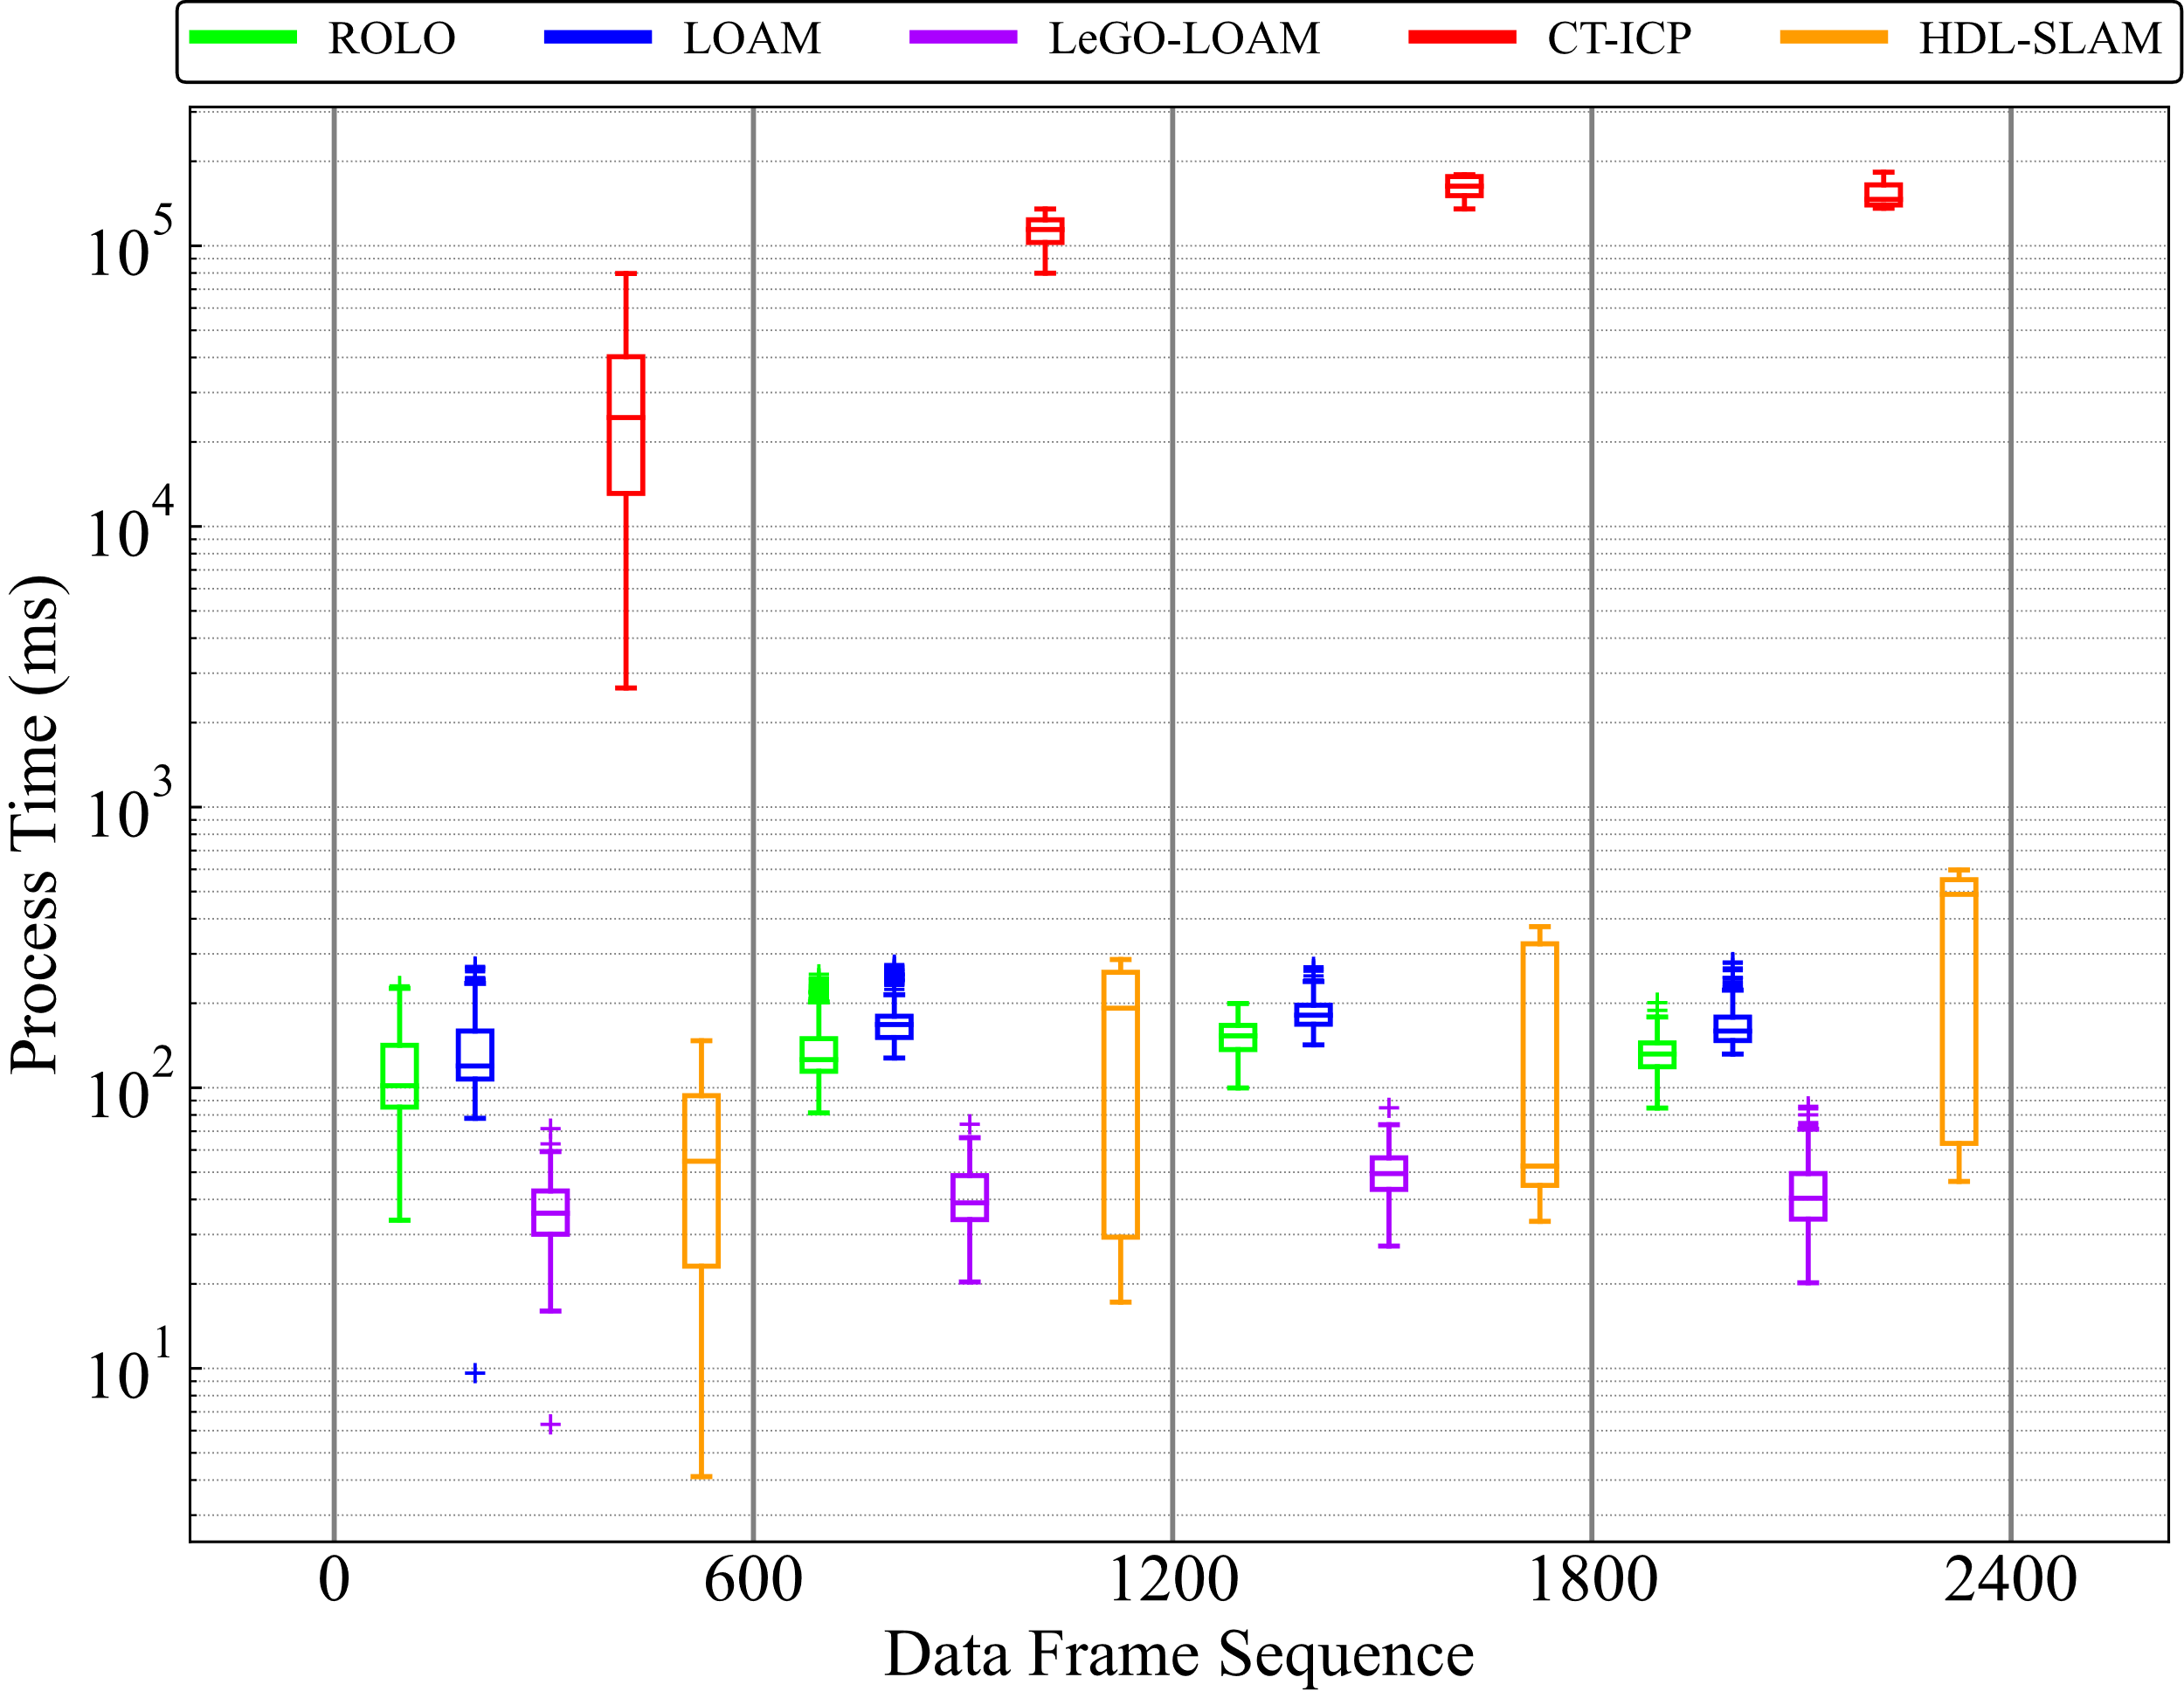 ROLO LOAM LeGO-LOAM CT-ICP HDL-SLAM
Process Time (ms)
10^5
10^4
10^3
10^2
10^1
0 600 1200 1800 2400
Data Frame Sequence